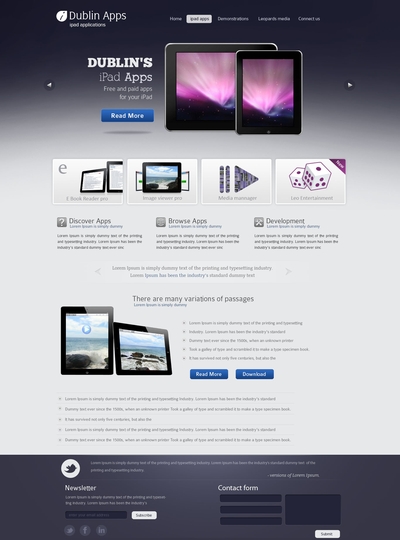 Dublin Apps
ipad applications
Home ipad apps Demonstrations Leopards media Contact us
DUBLIN'S
iPad Apps
Free and paid apps
for your iPad
Read More
e
E Book Reader pro
Image viewer pro
Media mannager
Leo Entertainment
Discover Apps
Lorem Ipsum is simply dummy
Lorem Ipsum is simply dummy text of the printing
and typesetting industry. Lorem Ipsum has been the
industry's standard dummy text ever
Browse Apps
Lorem Ipsum is simply dummy
Lorem Ipsum is simply dummy text of the printing
and typesetting industry. Lorem Ipsum has been the
industry's standard dummy text ever
Development
Lorem Ipsum is simply dummy
Lorem Ipsum is simply dummy text of the printing
and typesetting industry. Lorem Ipsum has been the
industry's standard dummy text ever
Lorem Ipsum is simply dummy text of the printing and typesetting industry
Lorem Ipsum has been the industry's standard dummy text
There are many variations of passages
Lorem Ipsum is simply dummy
Lorem Ipsum is simply dummy text of the printing and typesetting
industry. Lorem Ipsum has been the industry's standard
Dummy text ever since the 1500s, when an unknown printer
Took a galley of type and scrambled it to make a type specimen book.
It has survived not only five centuries, but also the
Read More
Download
Lorem Ipsum is simply dummy text of the printing and typesetting industry. Lorem Ipsum has been the industry's standard
Dummy text ever since the 1500s, when an unknown printer took a galley of type and scrambled it to make a type specimen book.
It has survived not only five centuries, but also the
Lorem Ipsum is simply dummy text of the printing and typesetting industry. Lorem Ipsum has been the industry's standard
Dummy text ever since the 1500s, when an unknown printer took a galley of type and scrambled it to make a type specimen book.
Lorem Ipsum is simply dummy text of the printing and typesetting industry. Lorem Ipsum has been the industry's standard dummy text of the
printing and typesetting industry.
- versions of Lorem Ipsum.
Newsletter
Lorem Ipsum is simply dummy text of the printing and typesetting
industry. Lorem Ipsum has been the industry's
Enter your email address
Subscribe
Contact form
Submit